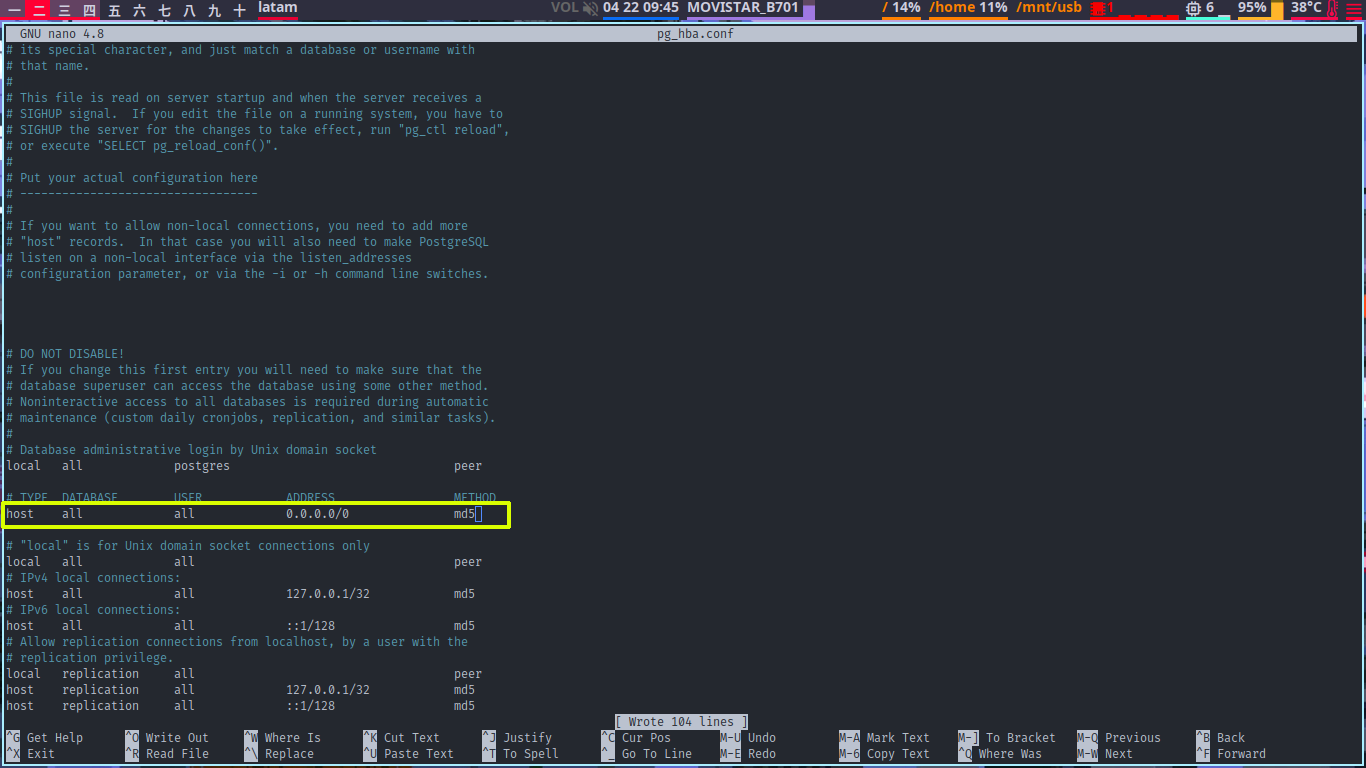 一 二 三 四 五 六 七 八 九 十 latam VOL 04 22 09:45 MOVISTAR_B701 / 14% /home 11% /mnt/usb 1 6 95% 38°C
GNU nano 4.8 pg_hba.conf
# its special character, and just match a database or username with
# that name.
#
# This file is read on server startup and when the server receives a
# SIGHUP signal.  If you edit the file on a running system, you have to
# SIGHUP the server for the changes to take effect, run "pg_ctl reload",
# or execute "SELECT pg_reload_conf()".
#
# Put your actual configuration here
# ----------------------------------
#
# If you want to allow non-local connections, you need to add more
# "host" records.  In that case you will also need to make PostgreSQL
# listen on a non-local interface via the listen_addresses
# configuration parameter, or via the -i or -h command line switches.
# DO NOT DISABLE!
# If you change this first entry you will need to make sure that the
# database superuser can access the database using some other method.
# Noninteractive access to all databases is required during automatic
# maintenance (custom daily cronjobs, replication, and similar tasks).
#
# Database administrative login by Unix domain socket
local   all             postgres                                peer
# TYPE  DATABASE        USER            ADDRESS                 METHOD
host    all             all             0.0.0.0/0               md5
# "local" is for Unix domain socket connections only
local   all             all                                     peer
# IPv4 local connections:
host    all             all             127.0.0.1/32            md5
# IPv6 local connections:
host    all             all             ::1/128                 md5
# Allow replication connections from localhost, by a user with the
# replication privilege.
local   replication     all                                     peer
host    replication     all             127.0.0.1/32            md5
host    replication     all             ::1/128                 md5
[ Wrote 104 lines ]
^G Get Help ^O Write Out ^W Where Is ^K Cut Text ^J Justify ^C Cur Pos M-U Undo M-A Mark Text M-] To Bracket M-Q Previous ^B Back
^X Exit ^R Read File ^\ Replace ^U Paste Text ^T To Spell ^_ Go To Line M-E Redo M-6 Copy Text ^Q Where Was M-W Next ^F Forward